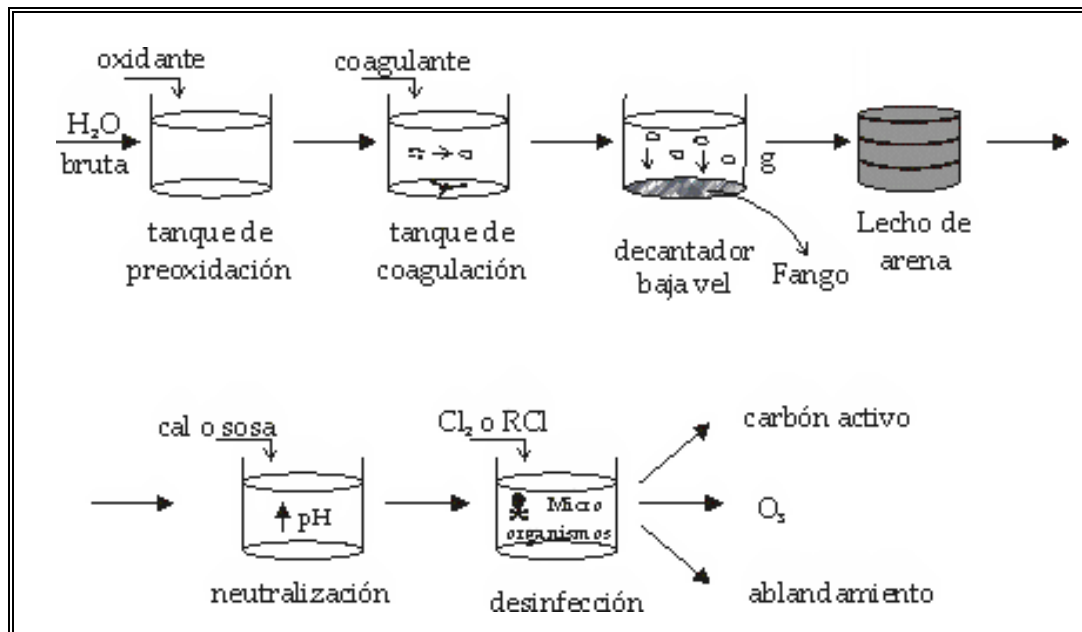 oxidante
coagulante
H₂O
bruta
g
tanque de
preoxidación
tanque de
coagulación
decantador
baja vel
Fango
Lecho de
arena
cal o sosa
Cl₂ o RCl
carbón activo
pH
Micro
organismos
O₃
neutralización
desinfección
ablandamiento